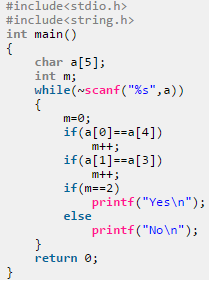 #include<stdio.h>
#include<string.h>
int main()
{
    char a[5];
    int m;
    while(~scanf("%s",a))
    {
        m=0;
        if(a[0]==a[4])
            m++;
        if(a[1]==a[3])
            m++;
        if(m==2)
            printf("Yes\n");
        else
            printf("No\n");
    }
    return 0;
}